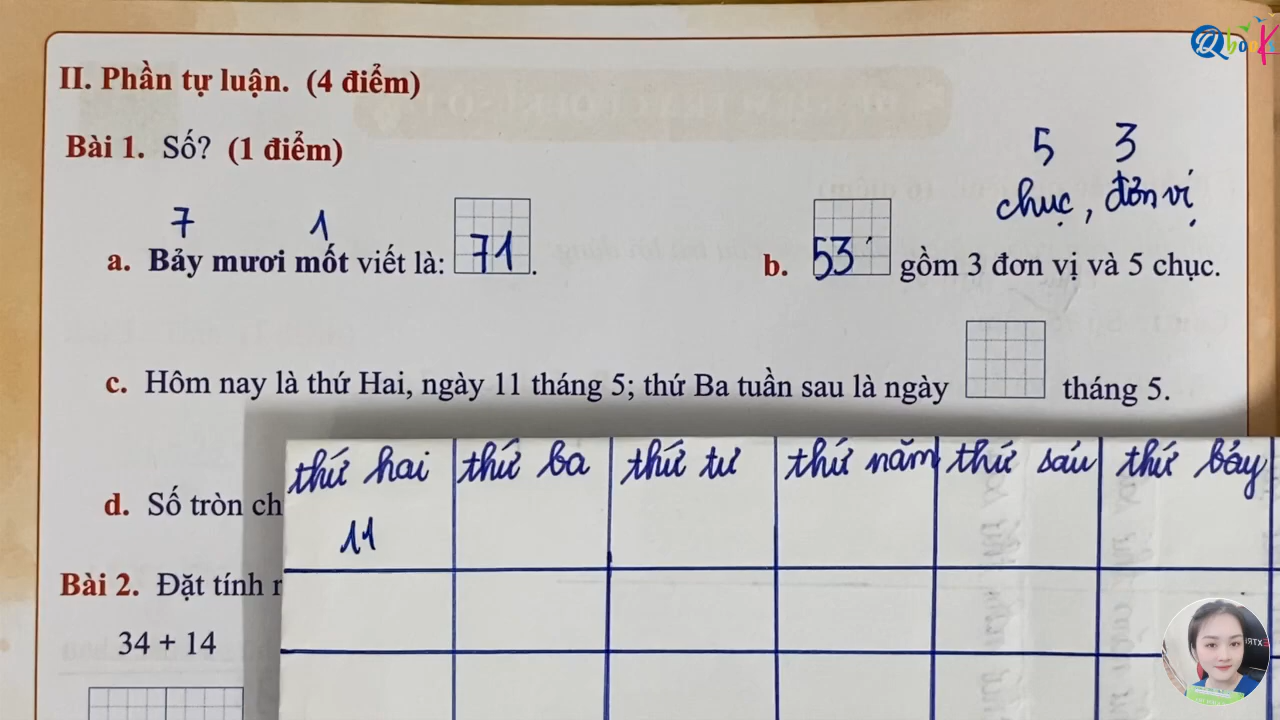 Qbook
II. Phần tự luận. (4 điểm)
Bài 1. Số? (1 điểm)
5 3
chục, đơn vị
7 1
a. Bảy mươi mốt viết là: 71.
b. 53 gồm 3 đơn vị và 5 chục.
c. Hôm nay là thứ Hai, ngày 11 tháng 5; thứ Ba tuần sau là ngày tháng 5.
thứ hai thứ ba thứ tư thứ năm thứ sáu thứ bảy
d. Số tròn ch
11
Bài 2. Đặt tính r
34 + 14